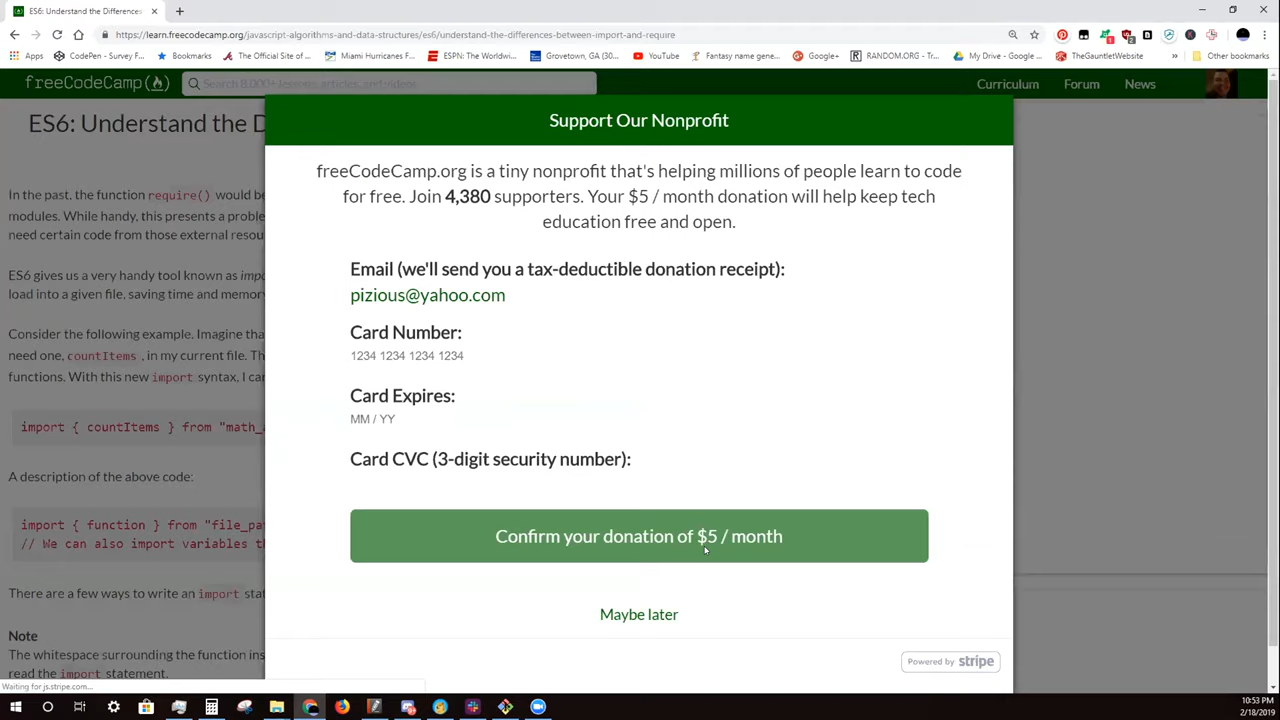 ES6: Understand the Differences
https://learn.freecodecamp.org/javascript-algorithms-and-data-structures/es6/understand-the-differences-between-import-and-require
Apps
CodePen - Survey F...
Bookmarks
The Official Site of ...
Miami Hurricanes F...
ESPN: The Worldwi...
Grovetown, GA (30...
YouTube
Fantasy name gene...
Google+
RANDOM.ORG - Tr...
My Drive - Google ...
TheGauntletWebsite
»
Other bookmarks
freeCodeCamp
Search 8,000+ lessons, articles, and videos
Curriculum
Forum
News
ES6: Understand the D
In the past, the function require() would be
modules. While handy, this presents a proble
need certain code from those external resou
ES6 gives us a very handy tool known as impo
load into a given file, saving time and memory
Consider the following example. Imagine tha
need one, countItems , in my current file. Th
functions. With this new import syntax, I can
import { countItems } from "math_a
A description of the above code:
import { function } from "file_pa
// We can also import variables th
There are a few ways to write an import stat
Note
The whitespace surrounding the function ins
read the import statement.
Support Our Nonprofit
freeCodeCamp.org is a tiny nonprofit that's helping millions of people learn to code
for free. Join 4,380 supporters. Your $5 / month donation will help keep tech
education free and open.
Email (we'll send you a tax-deductible donation receipt):
pizious@yahoo.com
Card Number:
1234 1234 1234 1234
Card Expires:
MM / YY
Card CVC (3-digit security number):
Confirm your donation of $5 / month
Maybe later
Powered by stripe
Waiting for js.stripe.com...
10:53 PM
2/18/2019